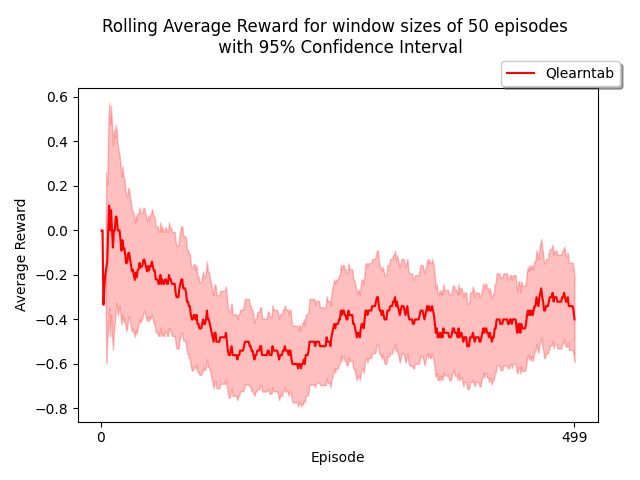 Rolling Average Reward for window sizes of 50 episodes
with 95% Confidence Interval
Qlearntab
0.6
0.4
0.2
0.0
−0.2
−0.4
−0.6
−0.8
Average Reward
0
499
Episode